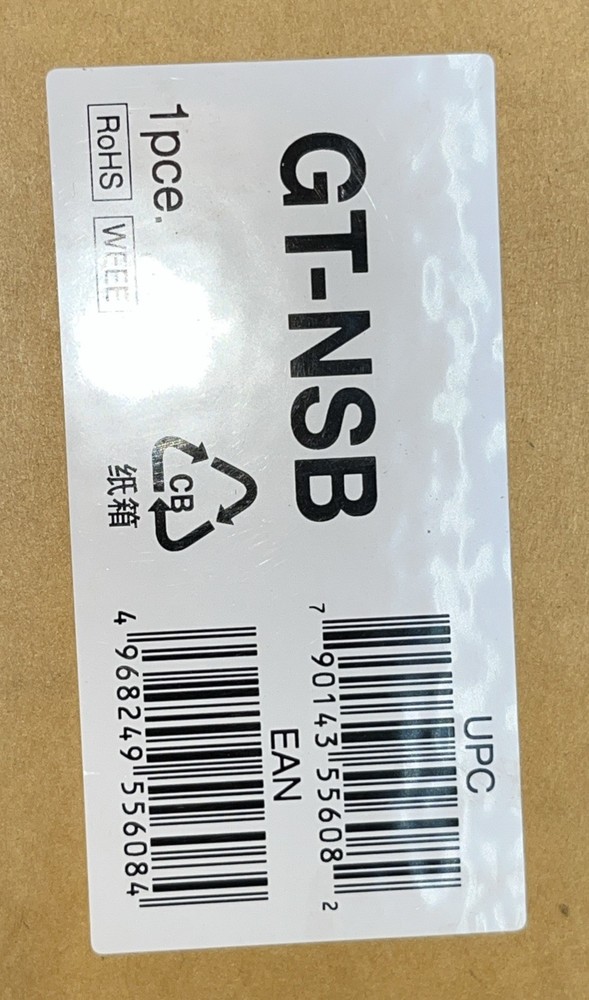 UPC
7 90143 55608 2
GT-NSB
EAN
4 968249 556084
1pce.
CB
纸箱
RoHS
WEEE